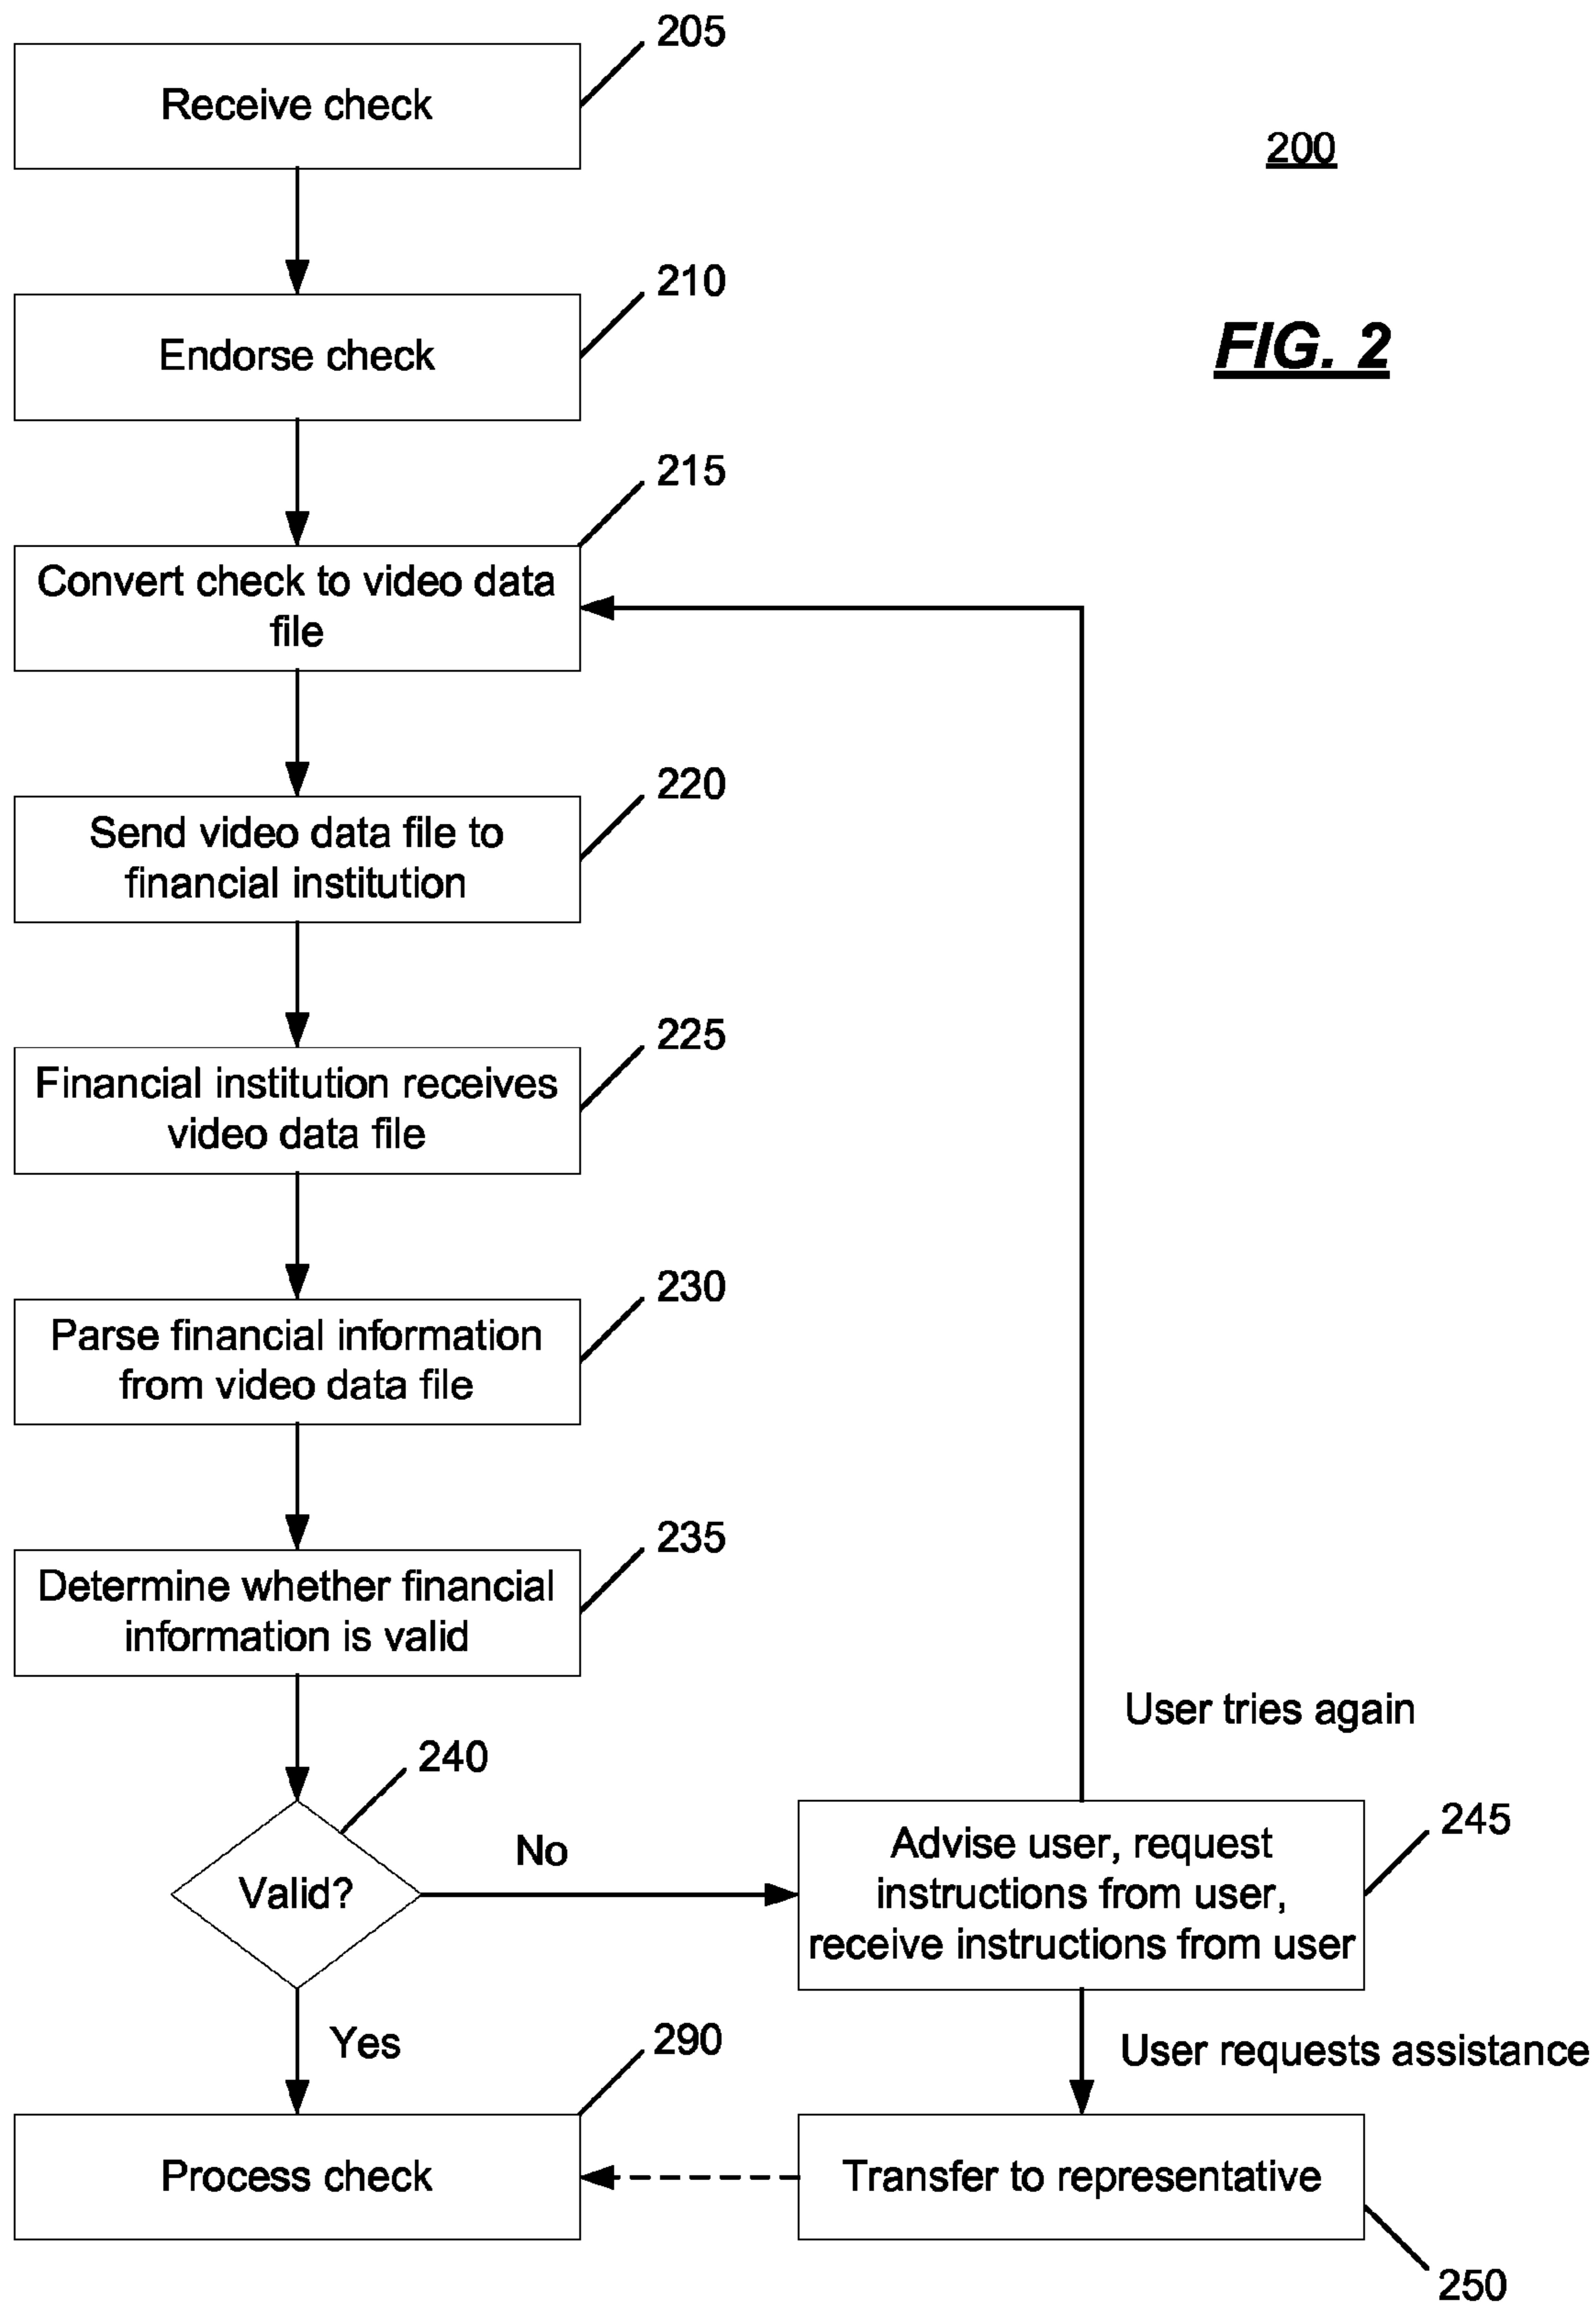 205
Receive check
200
210
Endorse check
FIG. 2
215
Convert check to video data
file
220
Send video data file to
financial institution
225
Financial institution receives
video data file
230
Parse financial information
from video data file
235
Determine whether financial
information is valid
User tries again
240
Valid?
No
245
Advise user, request
instructions from user,
receive instructions from user
Yes
290
User requests assistance
Process check
Transfer to representative
250